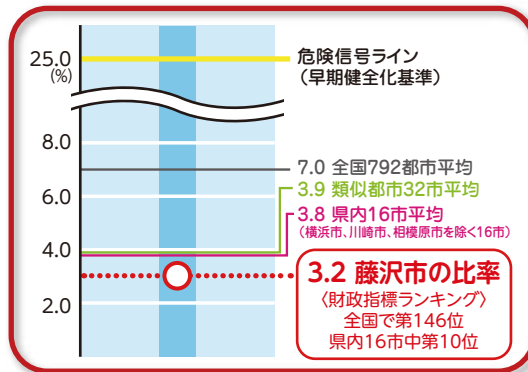 25.0
(%)
8.0
6.0
4.0
2.0
危険信号ライン
(早期健全化基準)
7.0 全国792都市平均
3.9 類似都市32市平均
3.8 県内16市平均
(横浜市、川崎市、相模原市を除く16市)
3.2 藤沢市の比率
〈財政指標ランキング〉
全国で第146位
県内16市中第10位